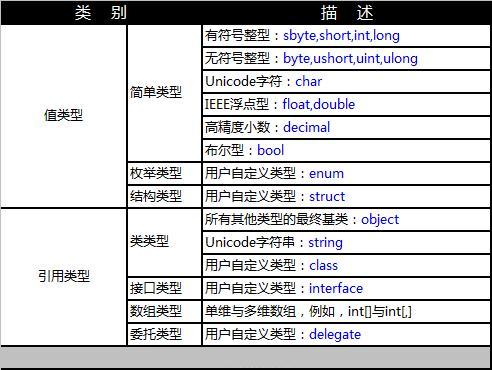 类 别 描 述
值类型 简单类型 有符号整型：sbyte,short,int,long
无符号整型：byte,ushort,uint,ulong
Unicode字符：char
IEEE浮点型：float,double
高精度小数：decimal
布尔型：bool
枚举类型 用户自定义类型：enum
结构类型 用户自定义类型：struct
引用类型 类类型 所有其他类型的最终基类：object
Unicode字符串：string
用户自定义类型：class
接口类型 用户自定义类型：interface
数组类型 单维与多维数组，例如，int[]与int[,]
委托类型 用户自定义类型：delegate